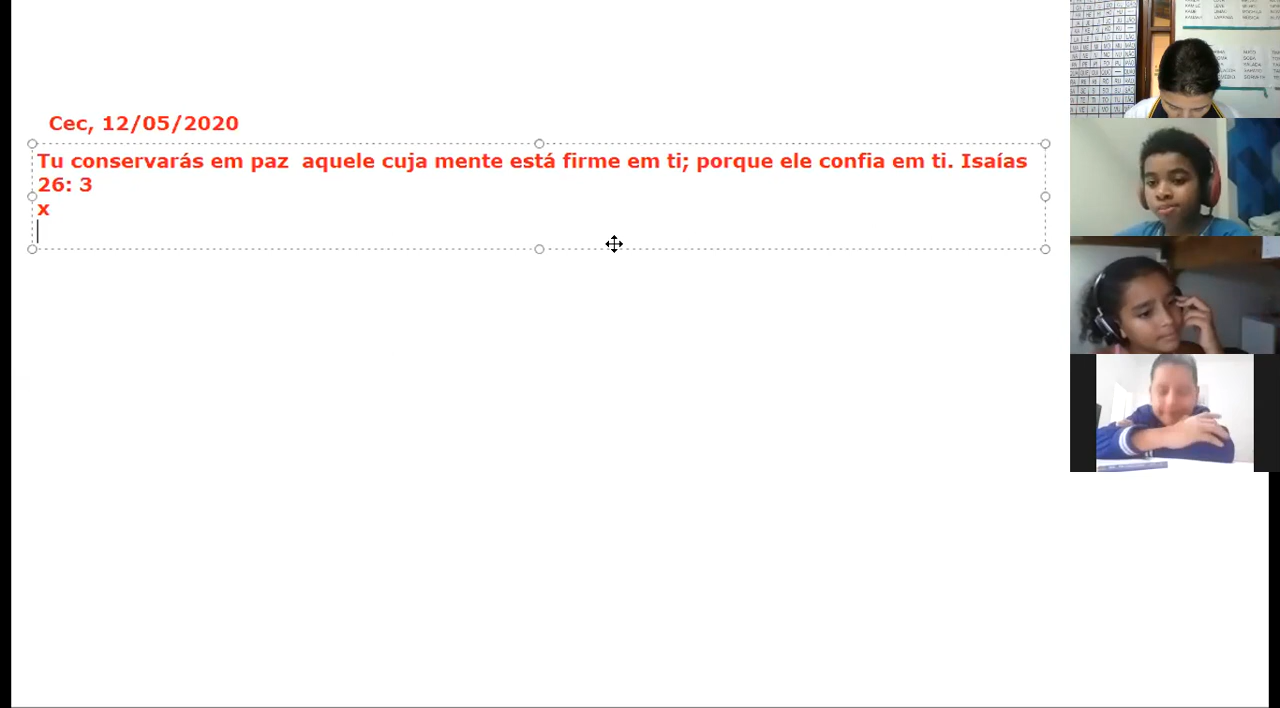 Cec, 12/05/2020
Tu conservarás em paz  aquele cuja mente está firme em ti; porque ele confia em ti. Isaías
26: 3
x